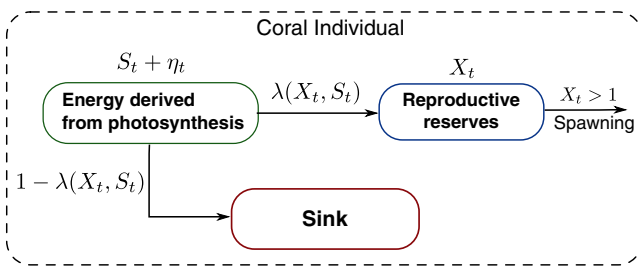 Coral Individual
S_t + η_t
Energy derived
from photosynthesis
λ(X_t, S_t)
X_t
Reproductive
reserves
X_t > 1
Spawning
1 − λ(X_t, S_t)
Sink